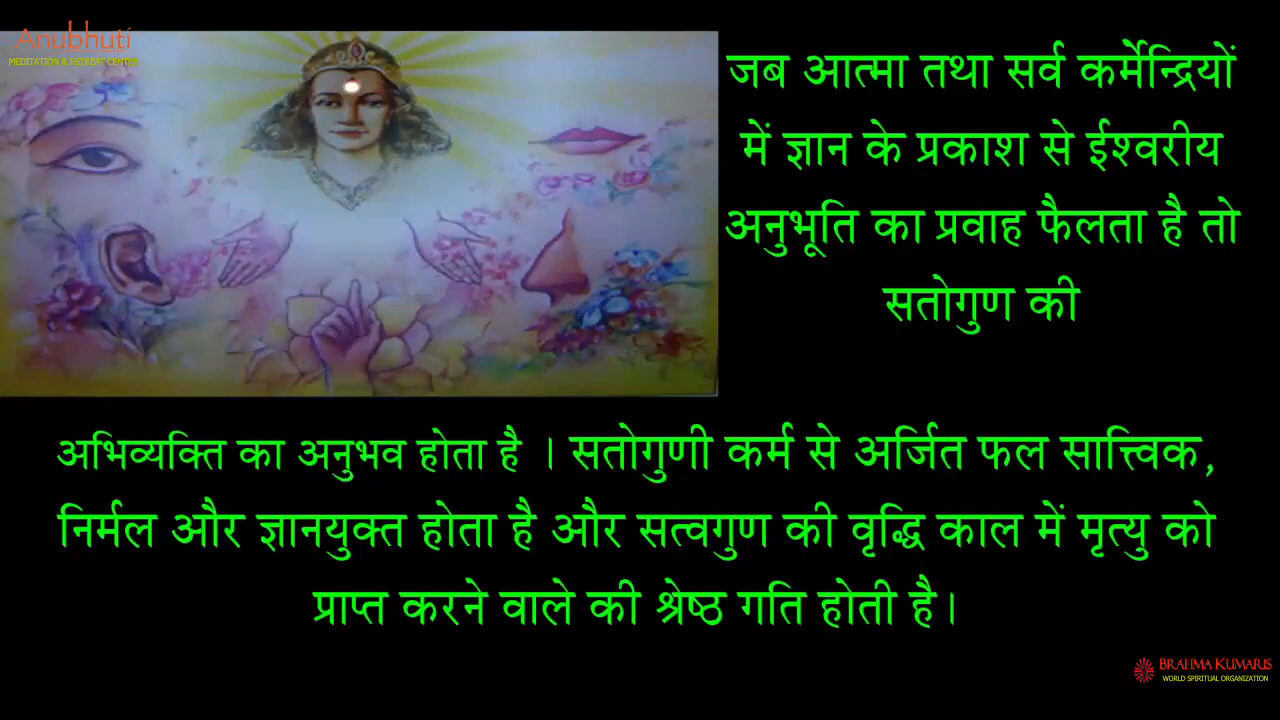 Anubhuti
MEDITATION & RETREAT CENTRE
जब आत्मा तथा सर्व कर्मेन्द्रियों
में ज्ञान के प्रकाश से ईश्वरीय
अनुभूति का प्रवाह फैलता है तो
सतोगुण की
अभिव्यक्ति का अनुभव होता है । सतोगुणी कर्म से अर्जित फल सात्त्विक,
निर्मल और ज्ञानयुक्त होता है और सत्वगुण की वृद्धि काल में मृत्यु को
प्राप्त करने वाले की श्रेष्ठ गति होती है।
BRAHMA KUMARIS
WORLD SPIRITUAL ORGANIZATION